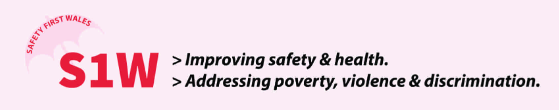 SAFETY FIRST WALES
S1W
> Improving safety & health.
> Addressing poverty, violence & discrimination.